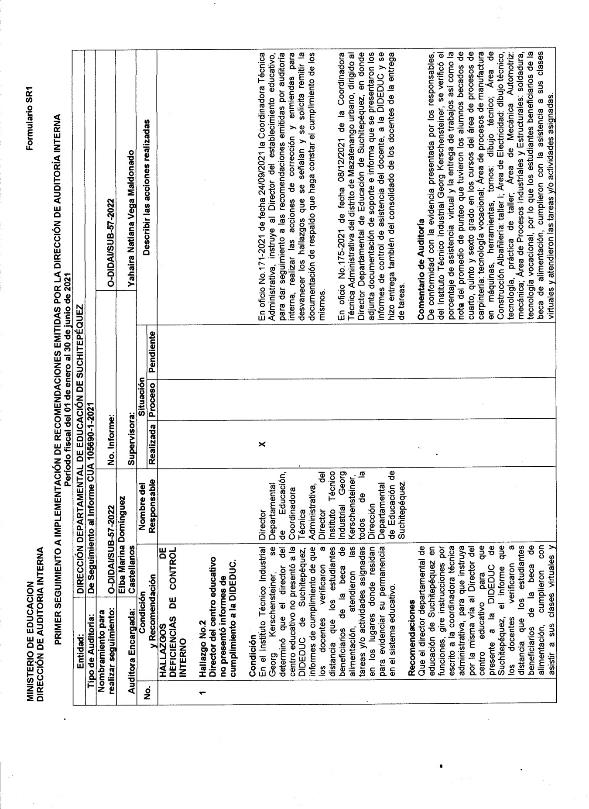 MINISTERIO DE EDUCACIÓN
DIRECCIÓN DE AUDITORÍA INTERNA
Formulario SR1
PRIMER SEGUIMIENTO A IMPLEMENTACIÓN DE RECOMENDACIONES EMITIDAS POR LA DIRECCIÓN DE AUDITORÍA INTERNA
Período fiscal del 01 de enero al 30 de junio de 2021
Entidad: DIRECCIÓN DEPARTAMENTAL DE EDUCACIÓN DE SUCHITEPÉQUEZ
Tipo de Auditoría: De Seguimiento al Informe CUA 105690-1-2021
Nombramiento para
realizar seguimiento: O-DIDAI/SUB-57-2022 No. Informe: O-DIDAI/SUB-57-2022
Auditora Encargada: Elba Marina Domínguez
Castellanos
Supervisora: Yahaira Natliana Vega Maldonado
No.
Condición
y Recomendación
Nombre del
Responsable
Situación
Realizada Proceso Pendiente
Describir las acciones realizadas
HALLAZGOS DE
DEFICIENCIAS DE CONTROL
INTERNO
1
Hallazgo No.2
Director del centro educativo
no presentó informes de
cumplimiento a la DIDEDUC.
Condición
En el Instituto Técnico Industrial
Georg Kerschensteiner, se
determinó que el director del
centro educativo no presentó a la
DIDEDUC de Suchitepéquez,
informes de cumplimiento de que
los docentes verificaron a
distancia que los estudiantes
beneficiarios de la beca de
alimentación, atendieron las
tareas y/o actividades asignadas
en los lugares donde residan
para evidenciar su permanencia
en el sistema educativo.
Recomendaciones
Que el director departamental de
educación de Suchitepéquez en
funciones, gire instrucciones por
escrito a la coordinadora técnica
administrativa, para que instruya
por la misma vía al Director del
centro educativo para que
presente a la DIDEDUC de
Suchitepéquez, el Informe que
los docentes verificaron a
distancia que los estudiantes
beneficiarios de la beca de
alimentación, cumplieron con
asistir a sus clases virtuales y
Director
Departamental
de Educación,
Coordinadora
Técnica
Administrativa,
Director del
Instituto Técnico
Industrial Georg
Kerschensteiner,
todos de la
Dirección
Departamental
de Educación de
Suchitepéquez
X
En oficio No.171-2021 de fecha 24/09/2021 la Coordinadora Técnica
Administrativa, instruye al Director del establecimiento educativo,
para dar seguimiento a las recomendaciones emitidas por auditoría
interna, realizar las acciones de corrección y enmiendas para
desvanecer los hallazgos que se señalan y se solicita remitir la
documentación de respaldo que haga constar el cumplimiento de los
mismos.
En oficio No.175-2021 de fecha 08/12/2021 de la Coordinadora
Técnica Administrativa del distrito de Mazatenango urbano, dirigido al
Director Departamental de Educación de Suchitepéquez, en donde
adjunta documentación de soporte e informa que se presentaron los
informes de control de asistencia del docente, a la DIDEDUC y se
hizo entrega también del consolidado de los docentes de la entrega
de tareas.
Comentario de Auditoría
De conformidad con la evidencia presentada por los responsables,
del Instituto Técnico Industrial Georg Kerschensteiner, se verificó el
porcentaje de asistencia virtual y la entrega de trabajos así como la
nota del promedio de punteo que tuvieron los alumnos becados de
cuarto, quinto y sexto grado en los cursos del área de procesos de
carpintería: tecnología vocacional; Área de procesos de manufactura
en máquinas, herramientas, tornos: dibujo técnico; Área de
Construcción Albañilería: taller I; Área de Electricidad: dibujo técnico,
tecnología, práctica de taller; Área de Mecánica Automotriz:
mecánica; Área de Procesos Industriales y Estructurales: soldadura,
tecnología vocacional; por lo que los estudiantes beneficiarios de la
beca de alimentación, cumplieron con la asistencia a sus clases
virtuales y atendieron las tareas y/o actividades asignadas.